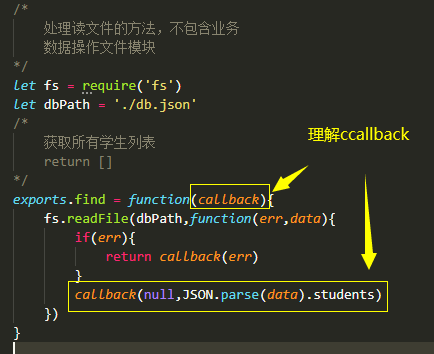 /*
    处理读文件的方法，不包含业务
    数据操作文件模块
*/
let fs = require('fs')
let dbPath = './db.json'
/*
    获取所有学生列表
    return []
*/
理解ccallback
exports.find = function(callback){
    fs.readFile(dbPath,function(err,data){
        if(err){
            return callback(err)
        }
        callback(null,JSON.parse(data).students)
    })
}